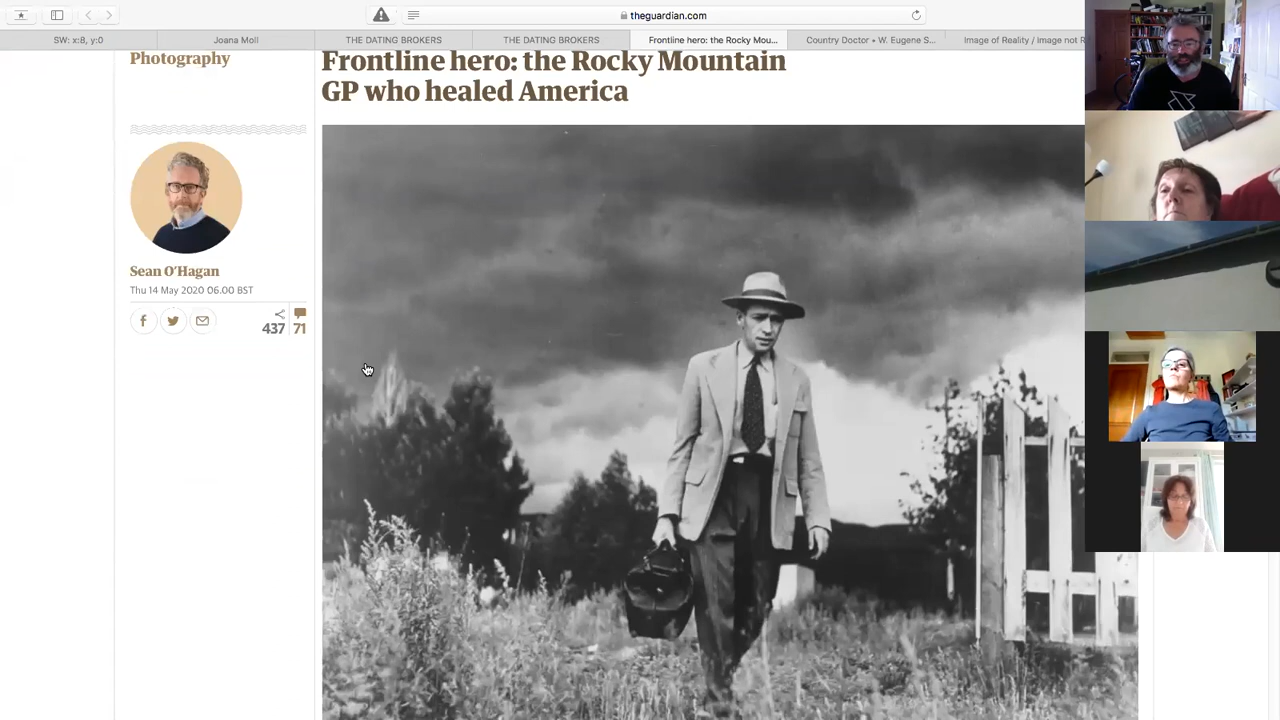 theguardian.com
SW: x:8, y:0
Joana Moll
THE DATING BROKERS
THE DATING BROKERS
Frontline hero: the Rocky Moun...
Country Doctor • W. Eugene S...
Image of Reality / Image not R
Photography
Frontline hero: the Rocky Mountain
GP who healed America
Sean O'Hagan
Thu 14 May 2020 06.00 BST
437
71